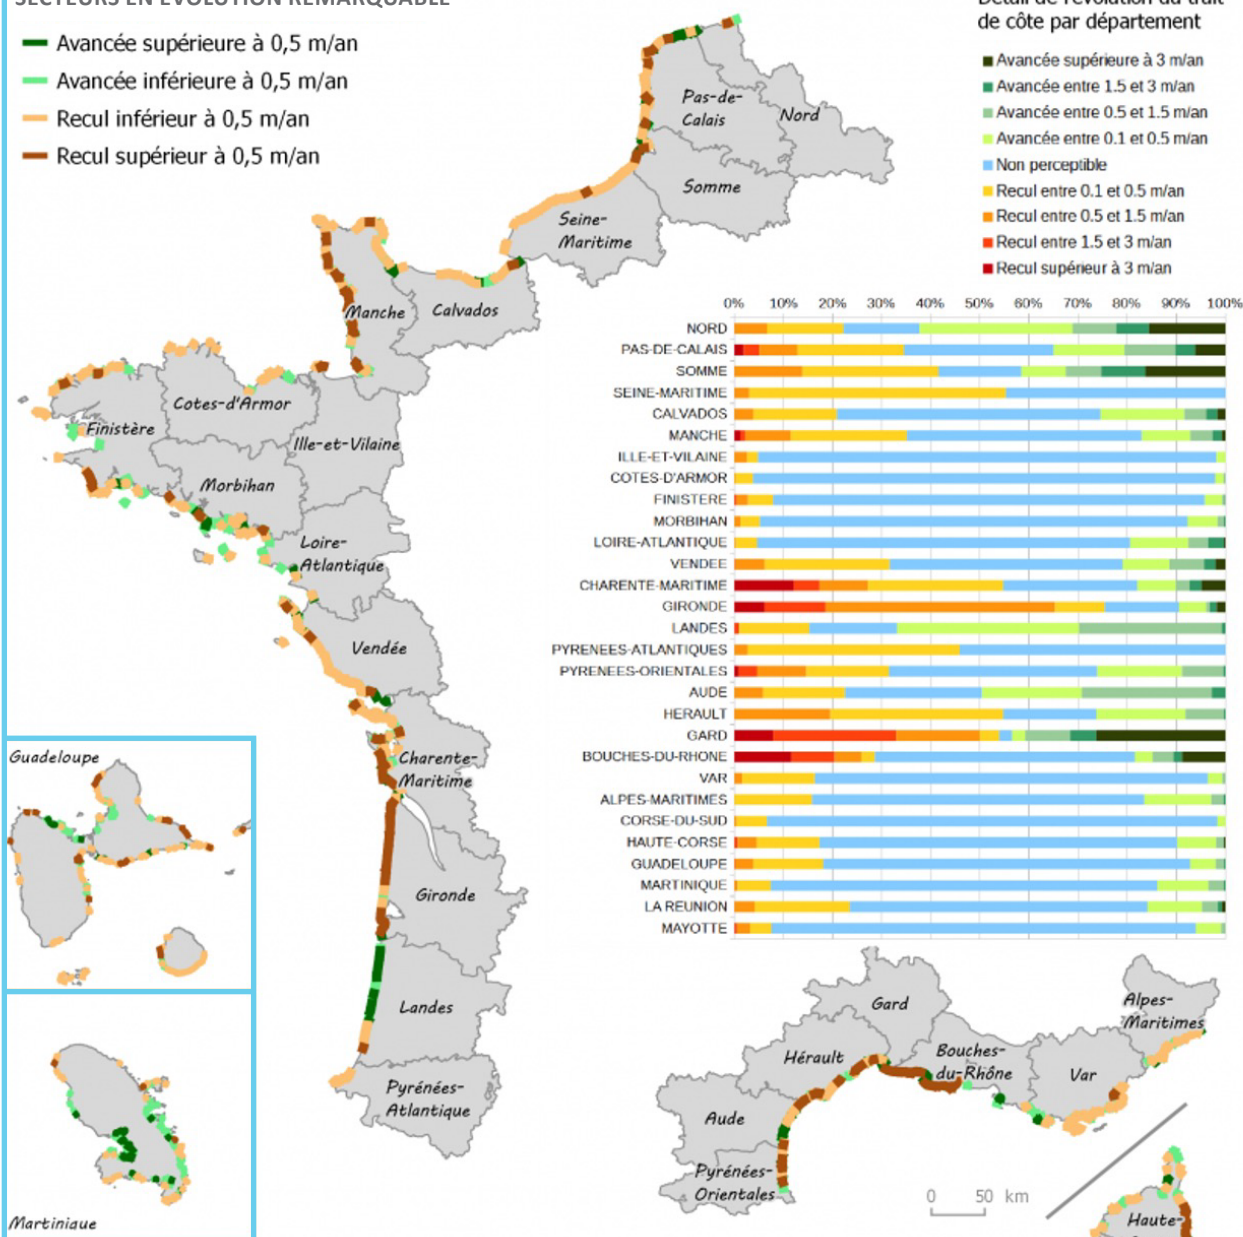 SECTEURS EN ÉVOLUTION REMARQUABLE
Avancée supérieure à 0,5 m/an
Avancée inférieure à 0,5 m/an
Recul inférieur à 0,5 m/an
Recul supérieur à 0,5 m/an
Détail de l'évolution du trait
de côte par département
Avancée supérieure à 3 m/an
Avancée entre 1.5 et 3 m/an
Avancée entre 0.5 et 1.5 m/an
Avancée entre 0.1 et 0.5 m/an
Non perceptible
Recul entre 0.1 et 0.5 m/an
Recul entre 0.5 et 1.5 m/an
Recul entre 1.5 et 3 m/an
Recul supérieur à 3 m/an
0% 10% 20% 30% 40% 50% 60% 70% 80% 90% 100%
NORD
PAS-DE-CALAIS
SOMME
SEINE-MARITIME
CALVADOS
MANCHE
ILLE-ET-VILAINE
COTES-D'ARMOR
FINISTERE
MORBIHAN
LOIRE-ATLANTIQUE
VENDEE
CHARENTE-MARITIME
GIRONDE
LANDES
PYRENEES-ATLANTIQUES
PYRENEES-ORIENTALES
AUDE
HERAULT
GARD
BOUCHES-DU-RHONE
VAR
ALPES-MARITIMES
CORSE-DU-SUD
HAUTE-CORSE
GUADELOUPE
MARTINIQUE
LA REUNION
MAYOTTE
Pas-de-
Calais
Nord
Somme
Seine-
Maritime
Manche
Calvados
Cotes-d'Armor
Finistère
Ille-et-Vilaine
Morbihan
Loire-
Atlantique
Vendée
Charente-
Maritime
Gironde
Landes
Pyrénées-
Atlantique
Guadeloupe
Martinique
Gard
Alpes-
Maritimes
Hérault
Bouches-
du-Rhône
Var
Aude
Pyrénées-
Orientales
0 50 km
Haute-